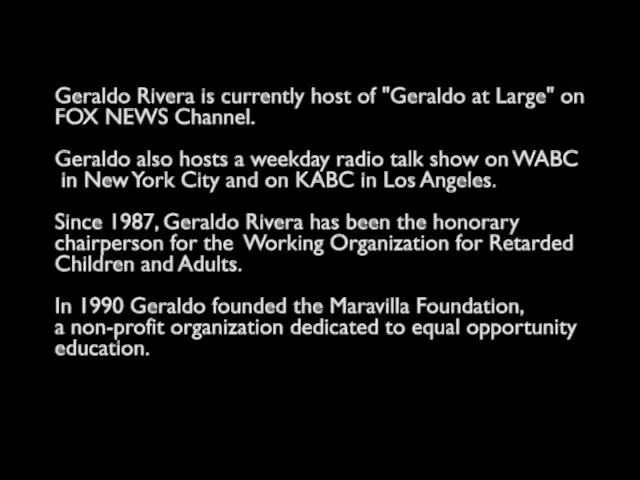 Geraldo Rivera is currently host of "Geraldo at Large" on
FOX NEWS Channel.
Geraldo also hosts a weekday radio talk show on WABC
in New York City and on KABC in Los Angeles.
Since 1987, Geraldo Rivera has been the honorary
chairperson for the Working Organization for Retarded
Children and Adults.
In 1990 Geraldo founded the Maravilla Foundation,
a non-profit organization dedicated to equal opportunity
education.